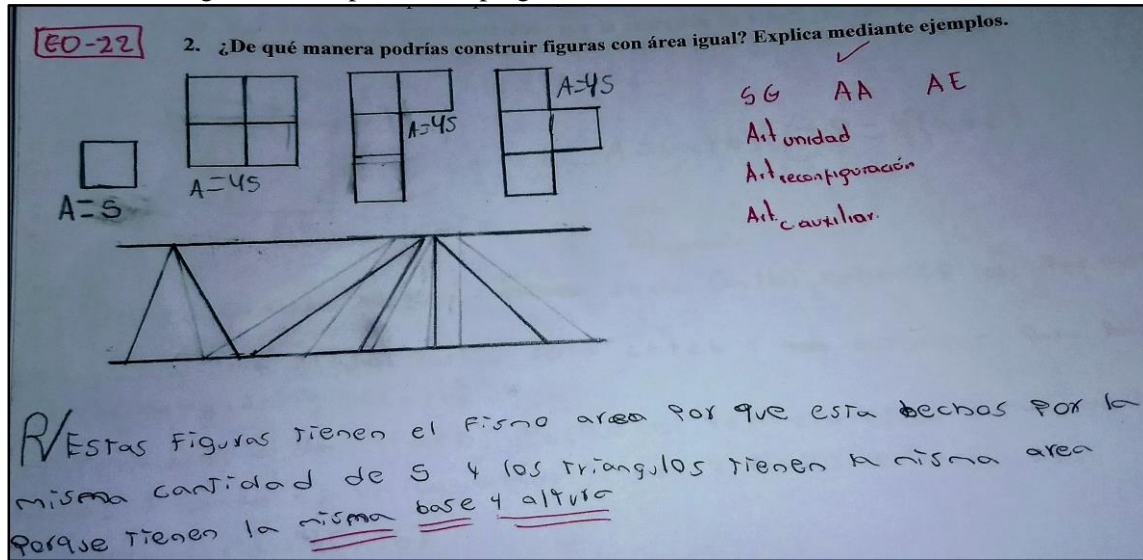 EO-22
2. ¿De qué manera podrías construir figuras con área igual? Explica mediante ejemplos.
SG AA AE
A=4S
A=4S
A=4S
A=S
A.t unidad
A.t reconfiguración
A.t. c auxiliar.
R/ Estas Figuras Tienen el Fismo area Por que esta bechos Por la
misma canTidad de S y los Triangulos Tienen la misma area
Porque Tienen la misma base y alTura